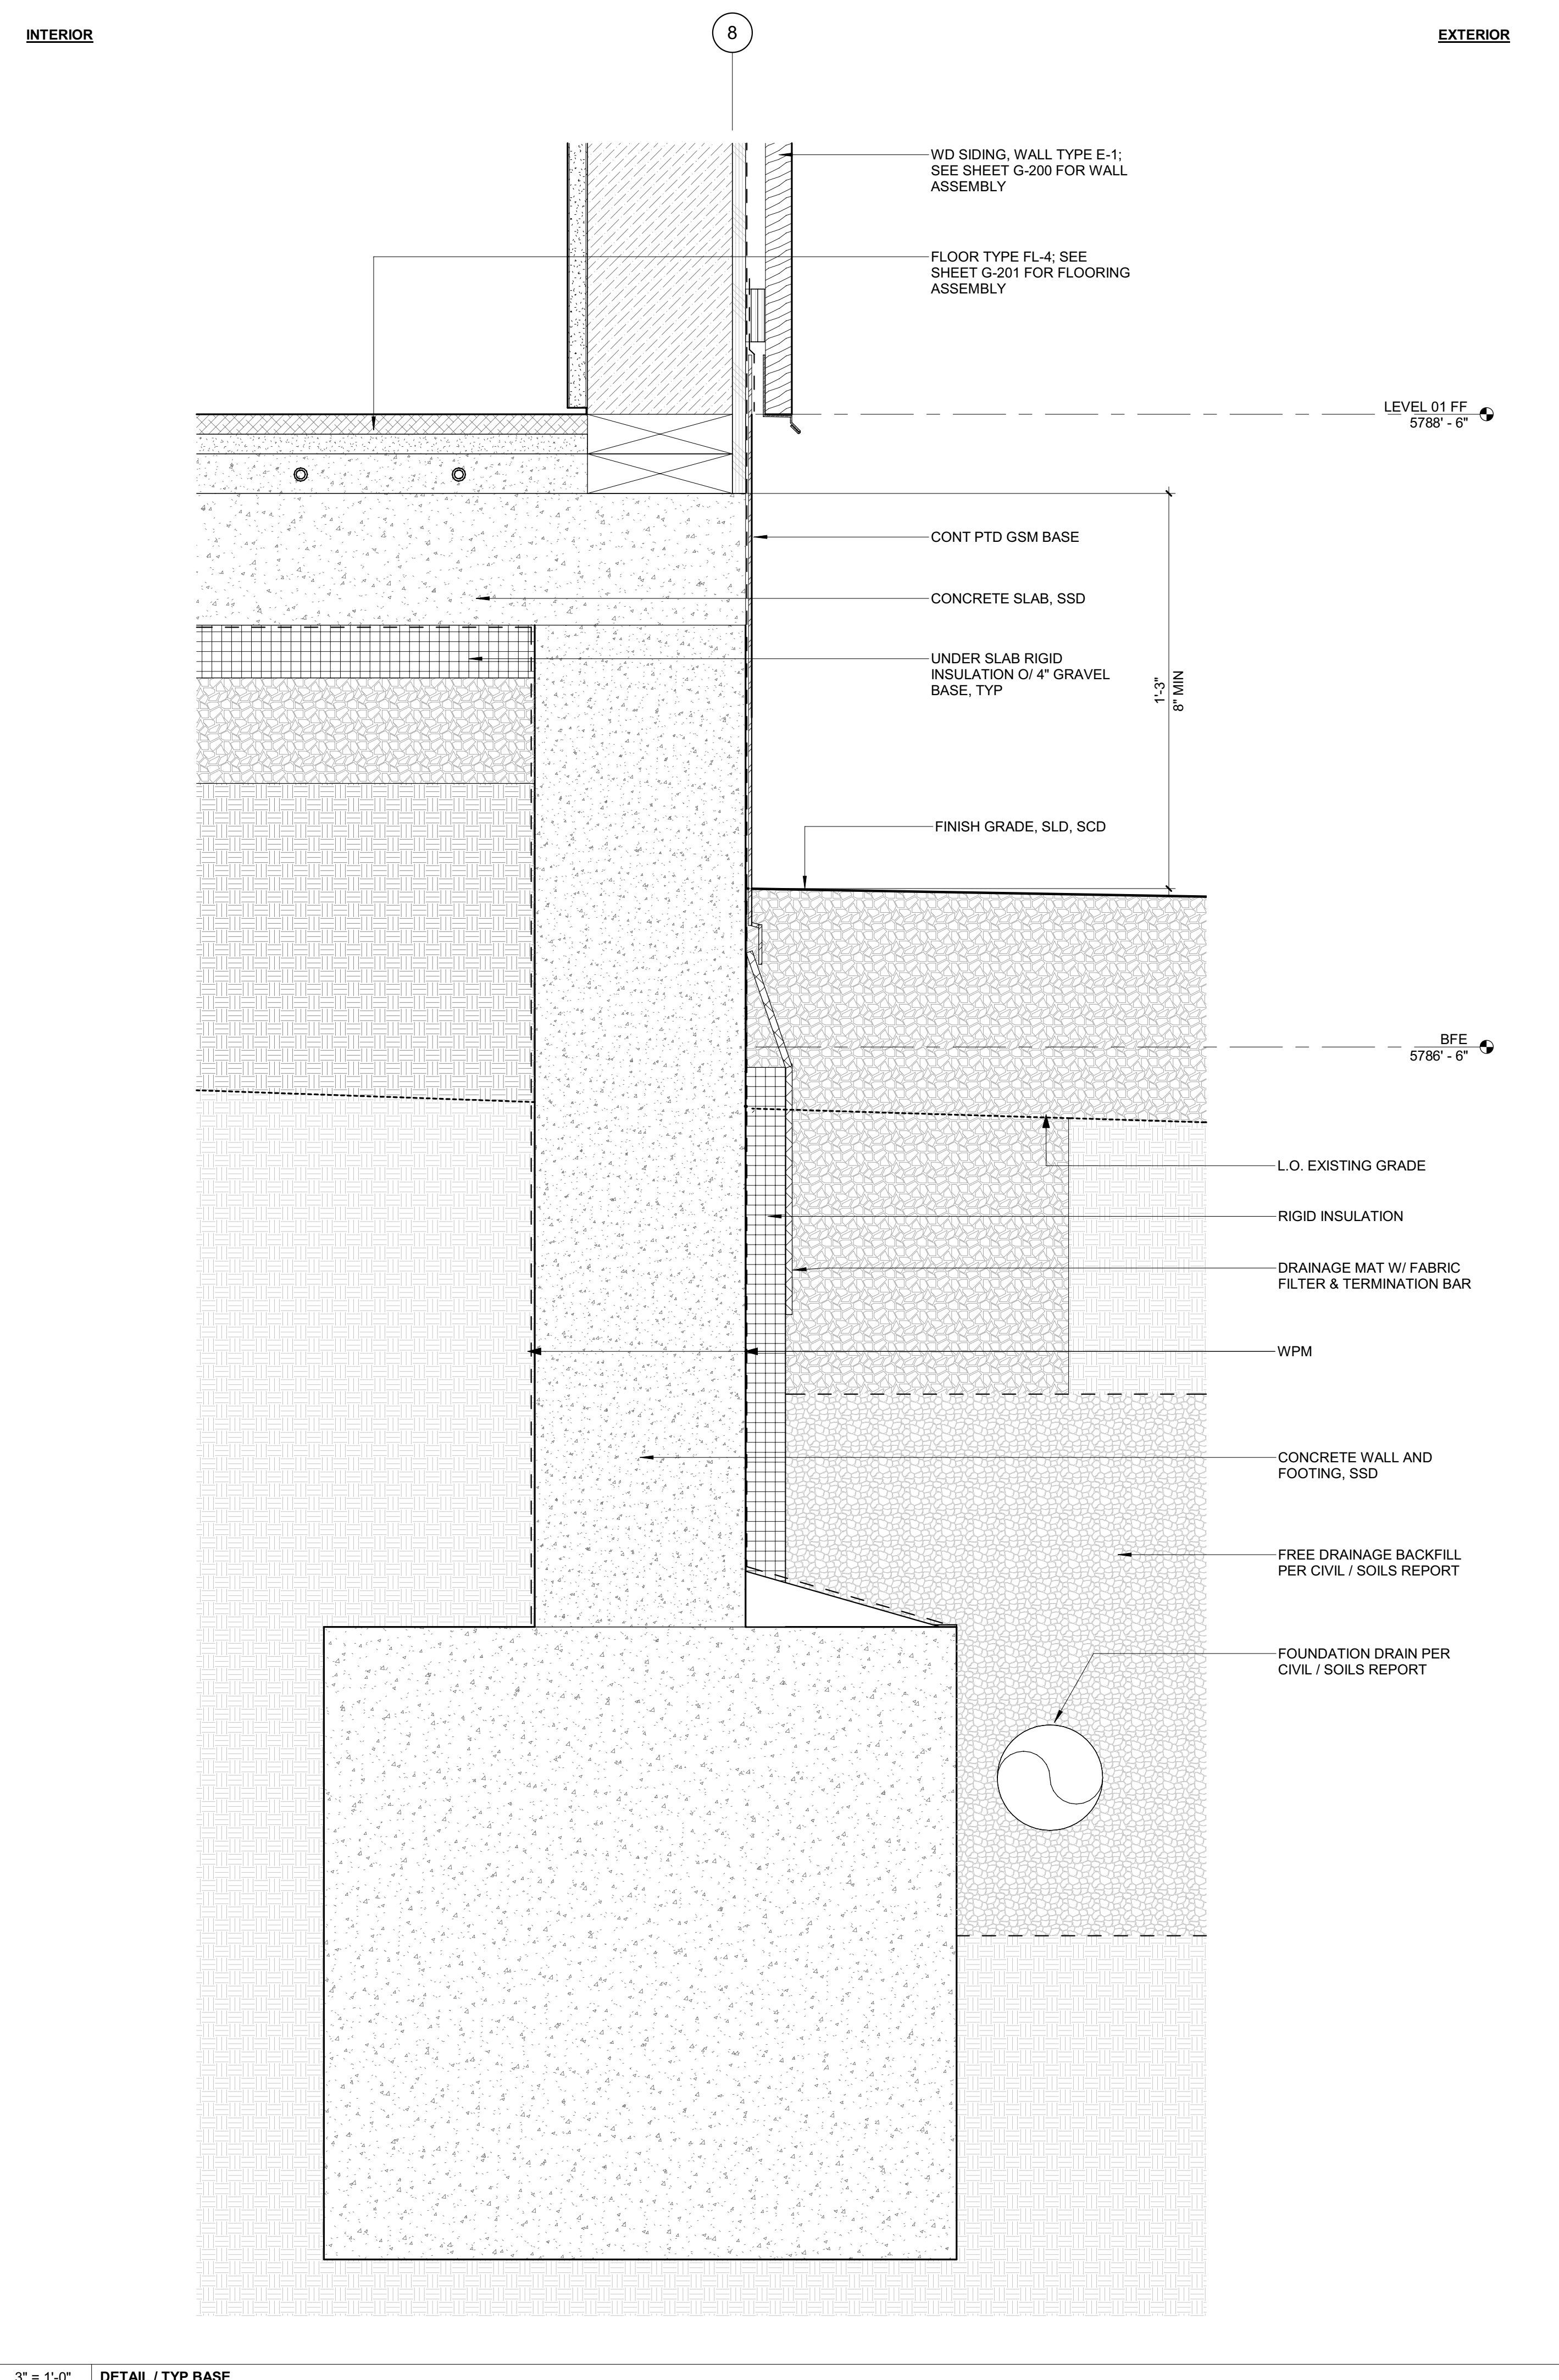 INTERIOR
8
EXTERIOR
WD SIDING, WALL TYPE E-1;
SEE SHEET G-200 FOR WALL
ASSEMBLY
FLOOR TYPE FL-4; SEE
SHEET G-201 FOR FLOORING
ASSEMBLY
LEVEL 01 FF
5788' - 6"
CONT PTD GSM BASE
CONCRETE SLAB, SSD
UNDER SLAB RIGID
INSULATION O/ 4" GRAVEL
BASE, TYP
1'-3"
8" MIN
FINISH GRADE, SLD, SCD
BFE
5786' - 6"
L.O. EXISTING GRADE
RIGID INSULATION
DRAINAGE MAT W/ FABRIC
FILTER & TERMINATION BAR
WPM
CONCRETE WALL AND
FOOTING, SSD
FREE DRAINAGE BACKFILL
PER CIVIL / SOILS REPORT
FOUNDATION DRAIN PER
CIVIL / SOILS REPORT
3" = 1'-0"
DETAIL / TYP BASE